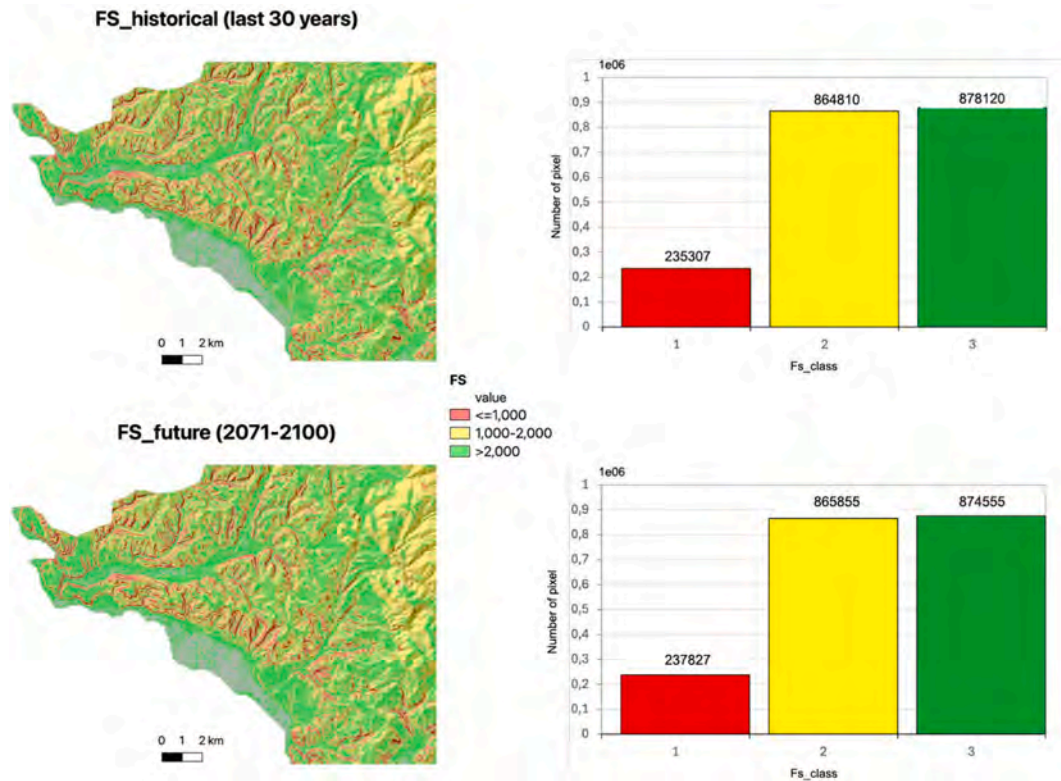 FS_historical (last 30 years)
0 1 2 km
1e06
1
0,9
0,8
0,7
0,6
0,5
0,4
0,3
0,2
0,1
0
Number of pixel
235307
864810
878120
1 2 3
Fs_class
FS
value
<=1,000
1,000-2,000
>2,000
FS_future (2071-2100)
0 1 2 km
1e06
1
0,9
0,8
0,7
0,6
0,5
0,4
0,3
0,2
0,1
0
Number of pixel
237827
865855
874555
1 2 3
Fs_class